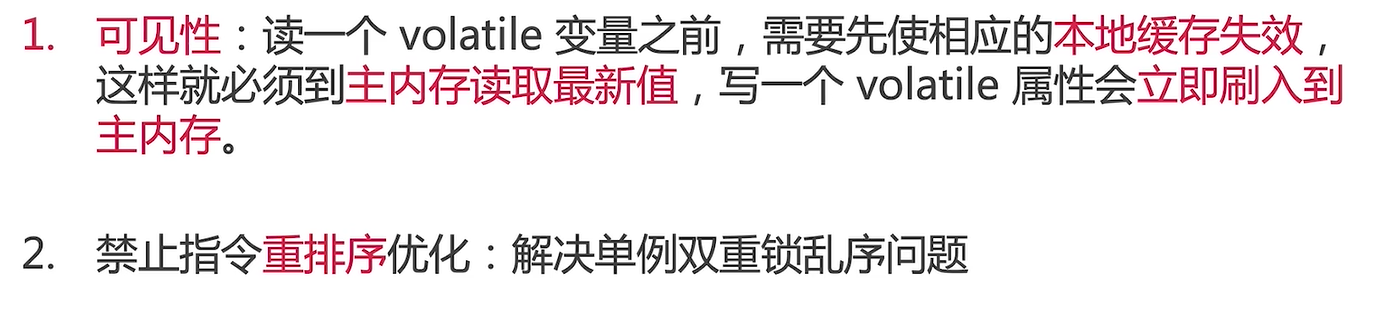 1. 可见性：读一个 volatile 变量之前，需要先使相应的本地缓存失效，
这样就必须到主内存读取最新值，写一个 volatile 属性会立即刷入到
主内存。
2. 禁止指令重排序优化：解决单例双重锁乱序问题